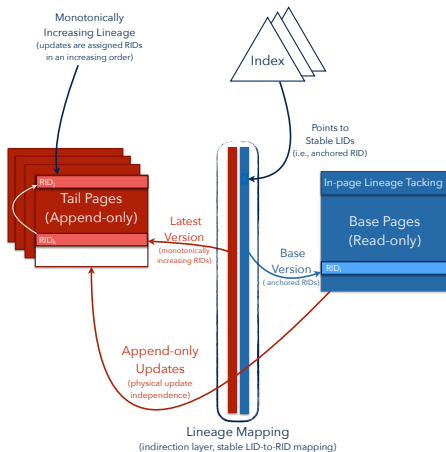 Monotonically
Increasing Lineage
(updates are assigned RIDs
in an increasing order)
Index
Points to
Stable LIDs
(i.e., anchored RID)
RIDj
Tail Pages
(Append-only)
RIDk
In-page Lineage Tacking
Base Pages
(Read-only)
RIDi
Latest
Version
(monotonically
increasing RIDs)
Base
Version
( anchored RIDs)
Append-only
Updates
(physical update
independence)
Lineage Mapping
(indirection layer, stable LID-to-RID mapping)